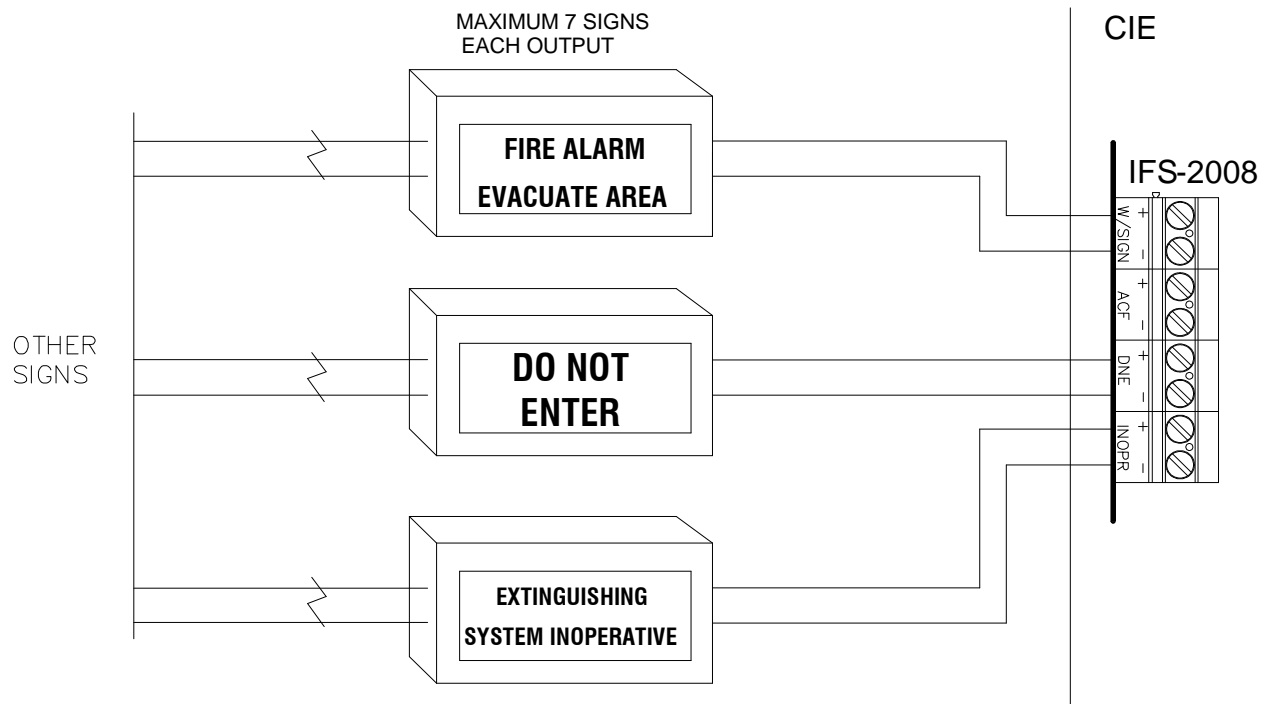 MAXIMUM 7 SIGNS
EACH OUTPUT
CIE
IFS-2008
FIRE ALARM
EVACUATE AREA
W/SIGN + -
ACF + -
DNE + -
INOPR + -
OTHER
SIGNS
DO NOT
ENTER
EXTINGUISHING
SYSTEM INOPERATIVE